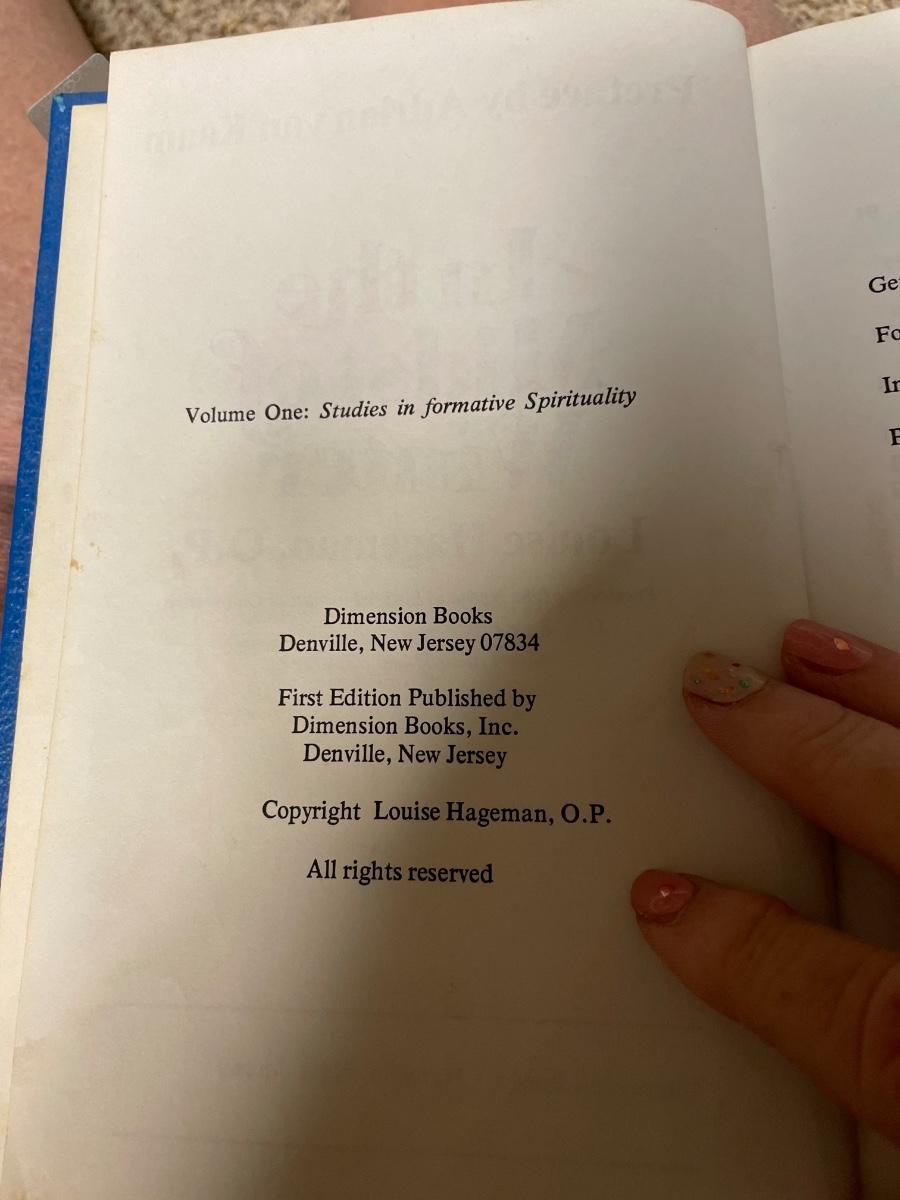 Volume One: Studies in formative Spirituality
Dimension Books
Denville, New Jersey 07834
First Edition Published by
Dimension Books, Inc.
Denville, New Jersey
Copyright Louise Hageman, O.P.
All rights reserved